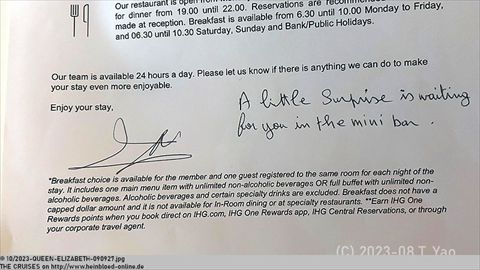 Our restaurant is open from
for dinner from 19.00 until 22.00. Reservations are recommended
made at reception. Breakfast is available from 6.30 until 10.00 Monday to Friday,
and 06.30 until 10.30 Saturday, Sunday and Bank/Public Holidays.
Our team is available 24 hours a day. Please let us know if there is anything we can do to make
your stay even more enjoyable.
Enjoy your stay,
A little Surprise is waiting
for you in the mini bar.
*Breakfast choice is available for the member and one guest registered to the same room for each night of the
stay. It includes one main menu item with unlimited non-alcoholic beverages OR full buffet with unlimited non-
alcoholic beverages. Alcoholic beverages and certain specialty drinks are excluded. Breakfast does not have a
capped dollar amount and it is not available for In-Room dining or at specialty restaurants. **Earn IHG One
Rewards points when you book direct on IHG.com, IHG One Rewards app, IHG Central Reservations, or through
your corporate travel agent.
(C) 2023-08 T. Yao
© 10/2023-QUEEN-ELIZABETH-090927.jpg
THE CRUISES on http://www.heinbloed-online.de